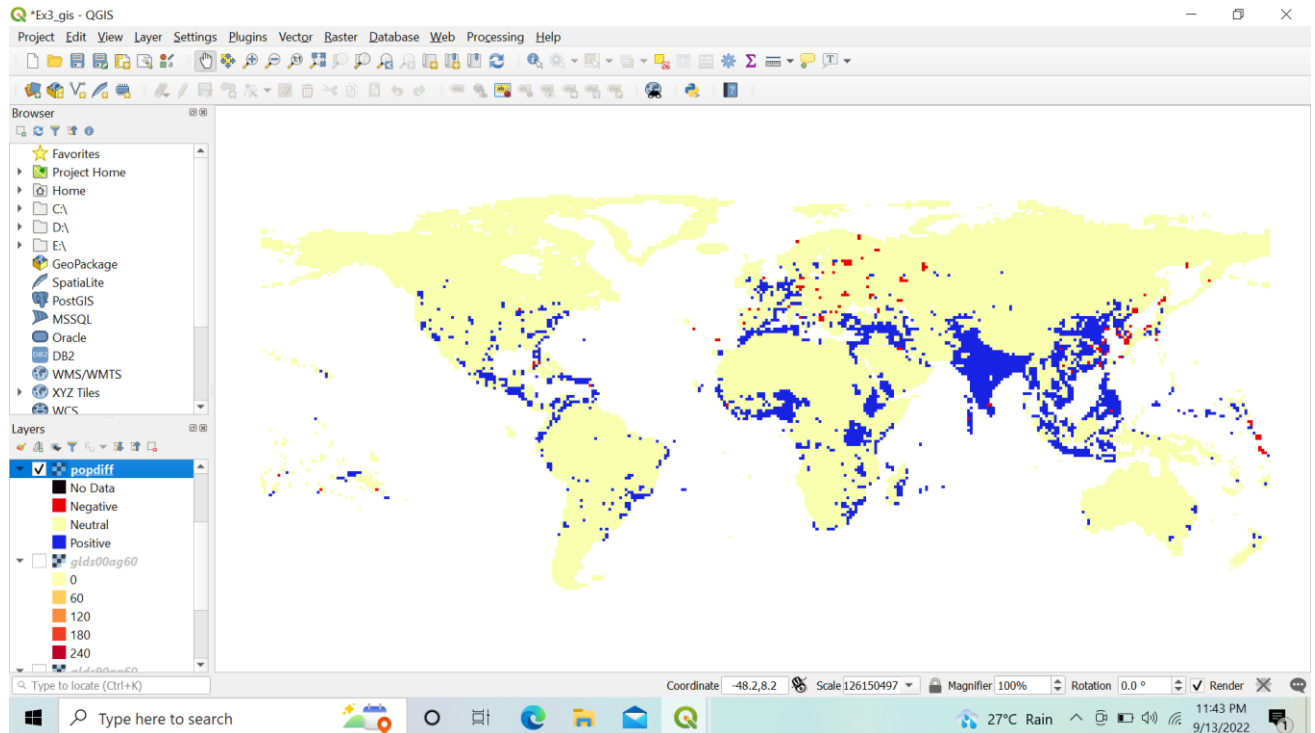 *Ex3_gis - QGIS
Project Edit View Layer Settings Plugins Vector Raster Database Web Processing Help
Browser
Favorites
Project Home
Home
C:\
D:\
E:\
GeoPackage
SpatiaLite
PostGIS
MSSQL
Oracle
DB2
WMS/WMTS
XYZ Tiles
WCS
Layers
popdiff
No Data
Negative
Neutral
Positive
glds00ag60
0
60
120
180
240
glds90ag60
Type to locate (Ctrl+K)
Coordinate -48.2,8.2 Scale 126150497 Magnifier 100% Rotation 0.0 ° Render
Type here to search
27°C Rain
11:43 PM
9/13/2022
1